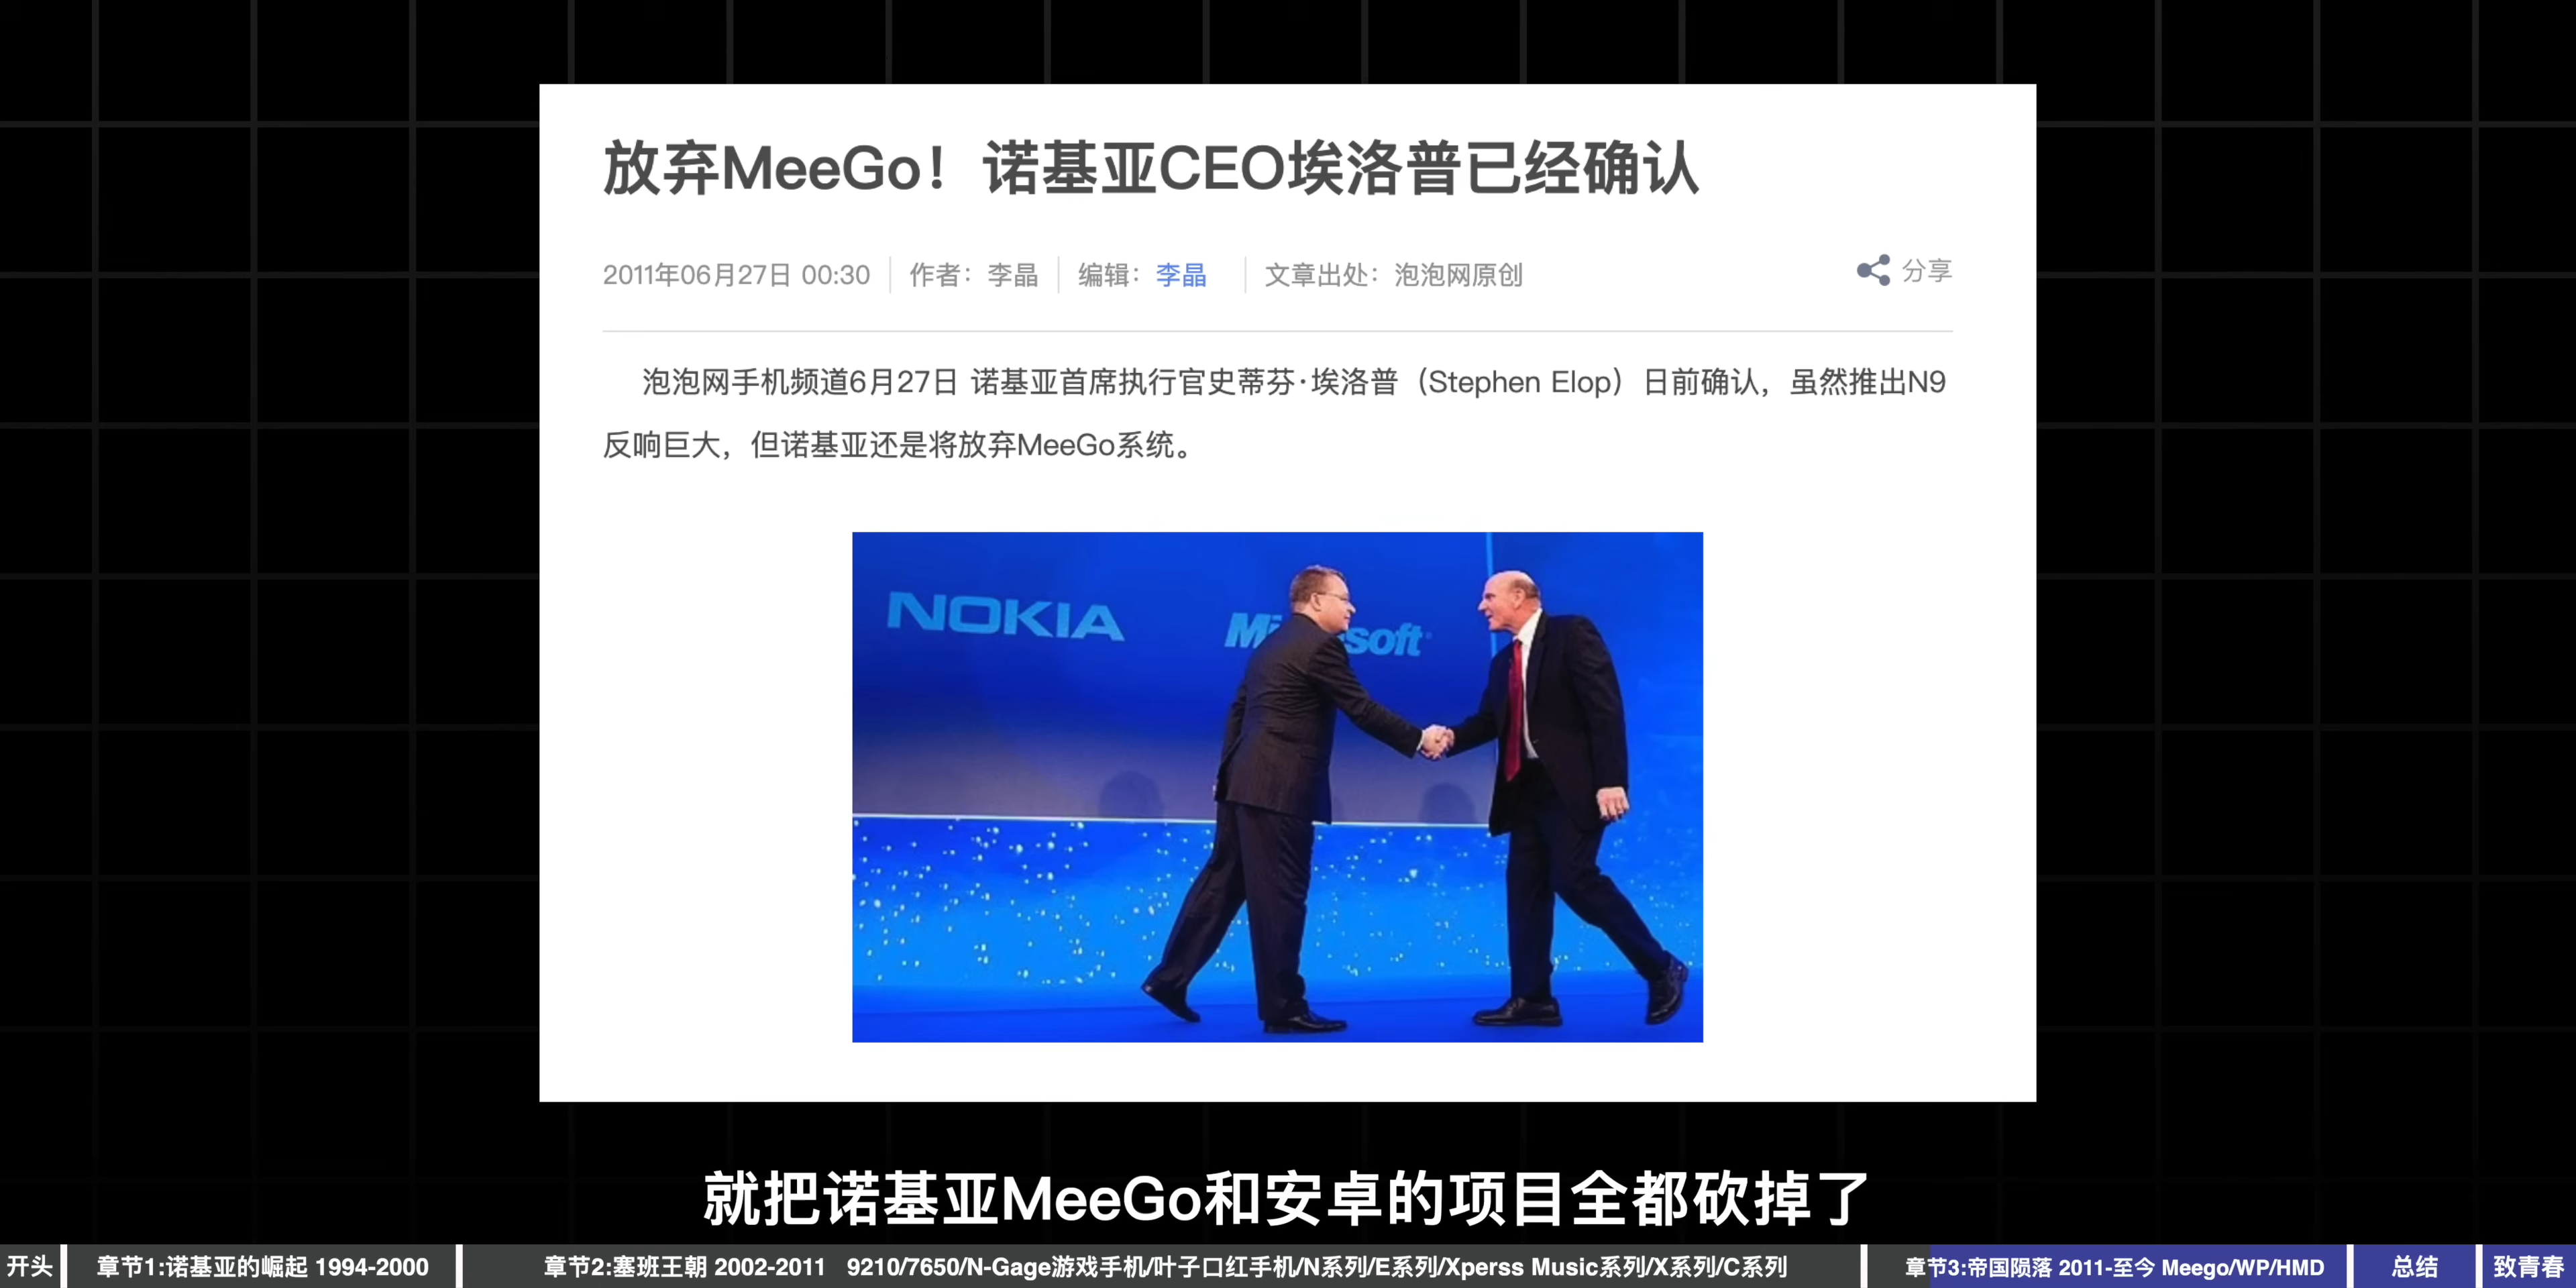 放弃MeeGo！诺基亚CEO埃洛普已经确认
2011年06月27日 00:30 作者：李晶 编辑：李晶 文章出处：泡泡网原创 分享
泡泡网手机频道6月27日 诺基亚首席执行官史蒂芬·埃洛普（Stephen Elop）日前确认，虽然推出N9
反响巨大，但诺基亚还是将放弃MeeGo系统。
NOKIA
Microsoft
就把诺基亚MeeGo和安卓的项目全都砍掉了
开头 章节1:诺基亚的崛起 1994-2000 章节2:塞班王朝 2002-2011 9210/7650/N-Gage游戏手机/叶子口红手机/N系列/E系列/Xperss Music系列/X系列/C系列 章节3:帝国陨落 2011-至今 Meego/WP/HMD 总结 致青春